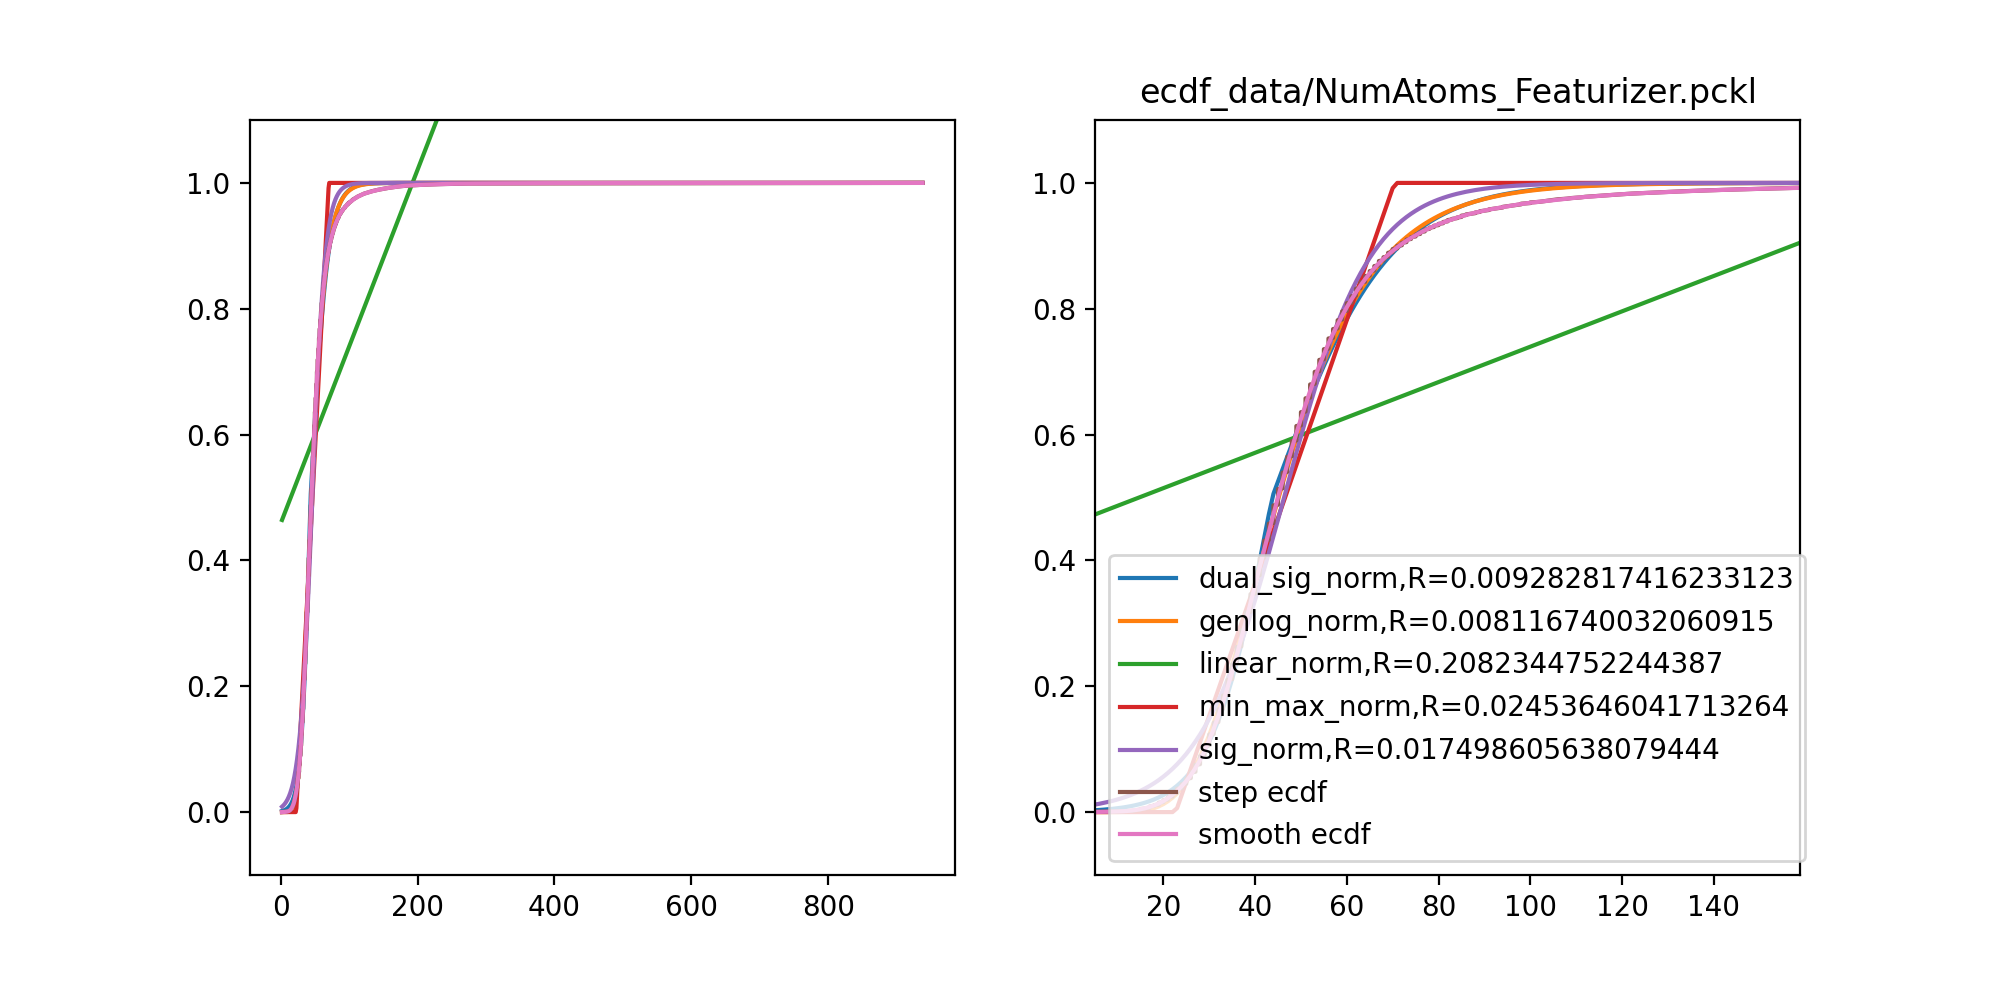 ecdf_data/NumAtoms_Featurizer.pckl
1.0
0.8
0.6
0.4
0.2
0.0
0 200 400 600 800
1.0
0.8
0.6
0.4
0.2
0.0
20 40 60 80 100 120 140
dual_sig_norm,R=0.009282817416233123
genlog_norm,R=0.008116740032060915
linear_norm,R=0.2082344752244387
min_max_norm,R=0.02453646041713264
sig_norm,R=0.017498605638079444
step ecdf
smooth ecdf